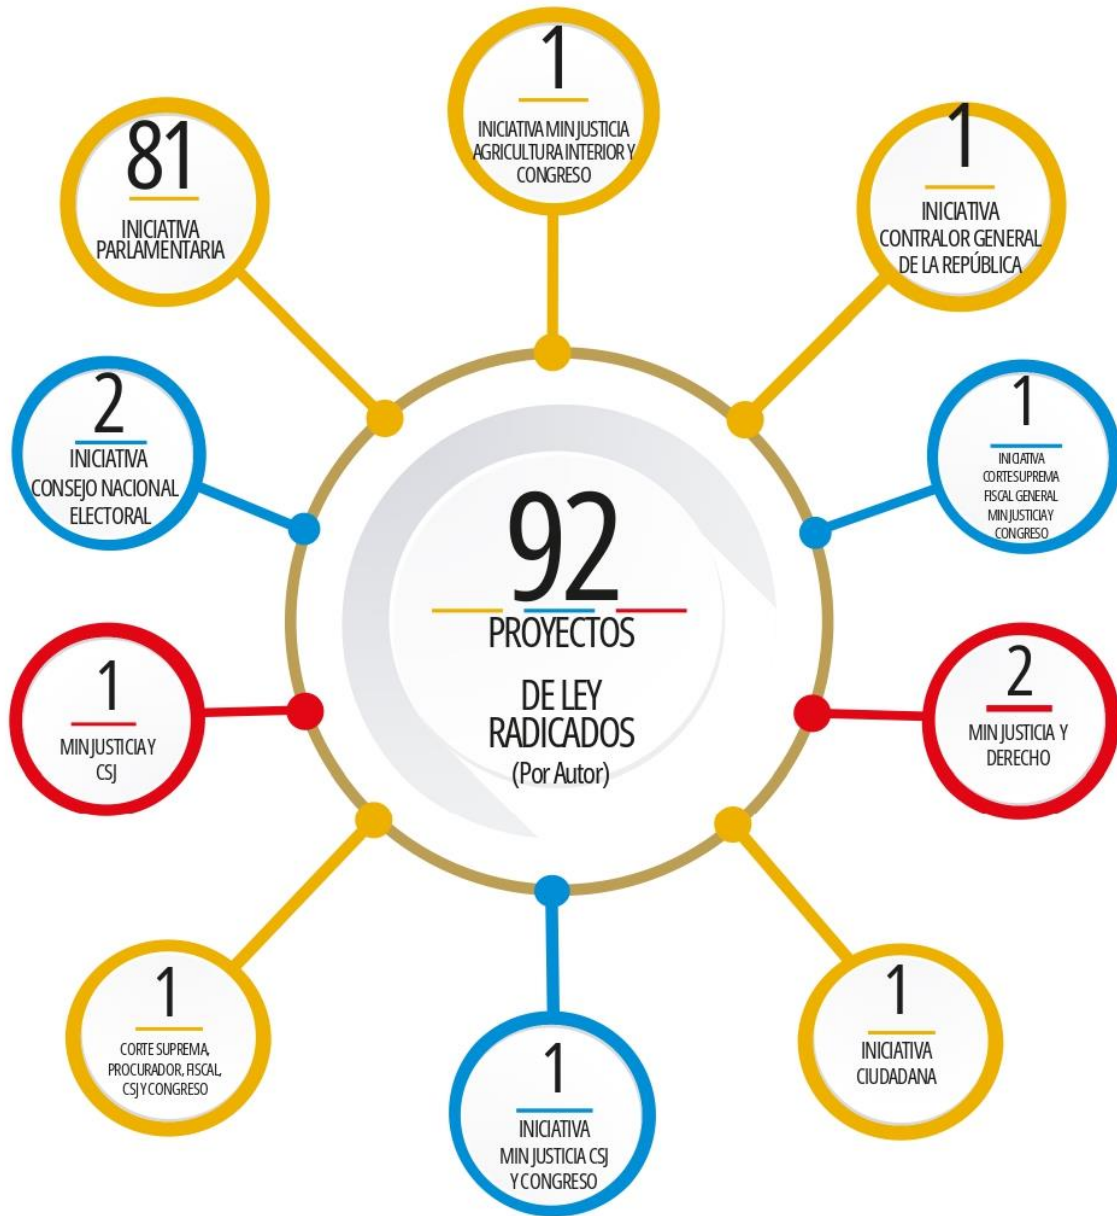 1
INICIATIVA MIN JUSTICIA
AGRICULTURA INTERIOR Y
CONGRESO
81
INICIATIVA
PARLAMENTARIA
1
INICIATIVA
CONTRALOR GENERAL
DE LA REPÚBLICA
2
INICIATIVA
CONSEJO NACIONAL
ELECTORAL
1
INICIATIVA
CORTE SUPREMA
FISCAL GENERAL
MIN JUSTICIA Y
CONGRESO
92
PROYECTOS
DE LEY
RADICADOS
(Por Autor)
1
MIN JUSTICIA Y
CSJ
2
MIN JUSTICIA Y
DERECHO
1
CORTE SUPREMA,
PROCURADOR, FISCAL,
CSJ Y CONGRESO
1
INICIATIVA
MIN JUSTICIA CSJ
Y CONGRESO
1
INICIATIVA
CIUDADANA